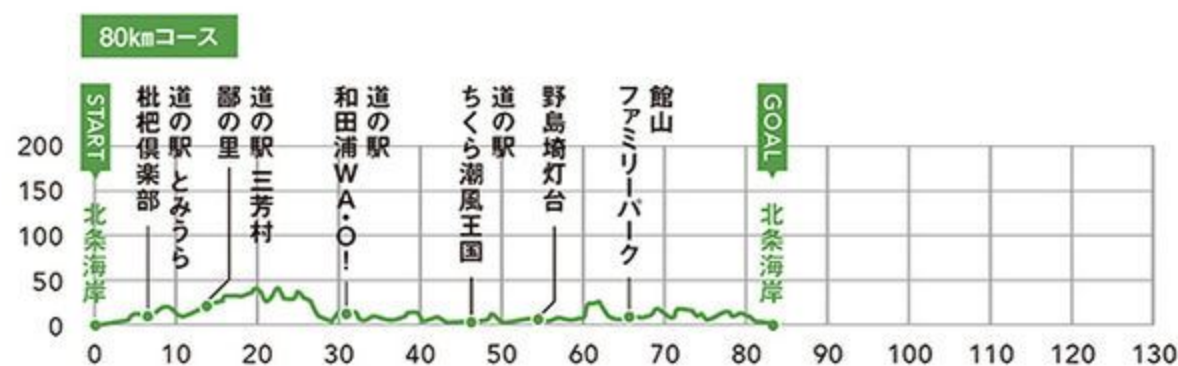 80kmコース
START
北条海岸
道の駅 とみうら
枇杷倶楽部
道の駅 三芳村
鄙の里
道の駅
和田浦WA・O!
道の駅
ちくら潮風王国
野島埼灯台
館山
ファミリーパーク
GOAL
北条海岸
200
150
100
50
0
0 10 20 30 40 50 60 70 80 90 100 110 120 130